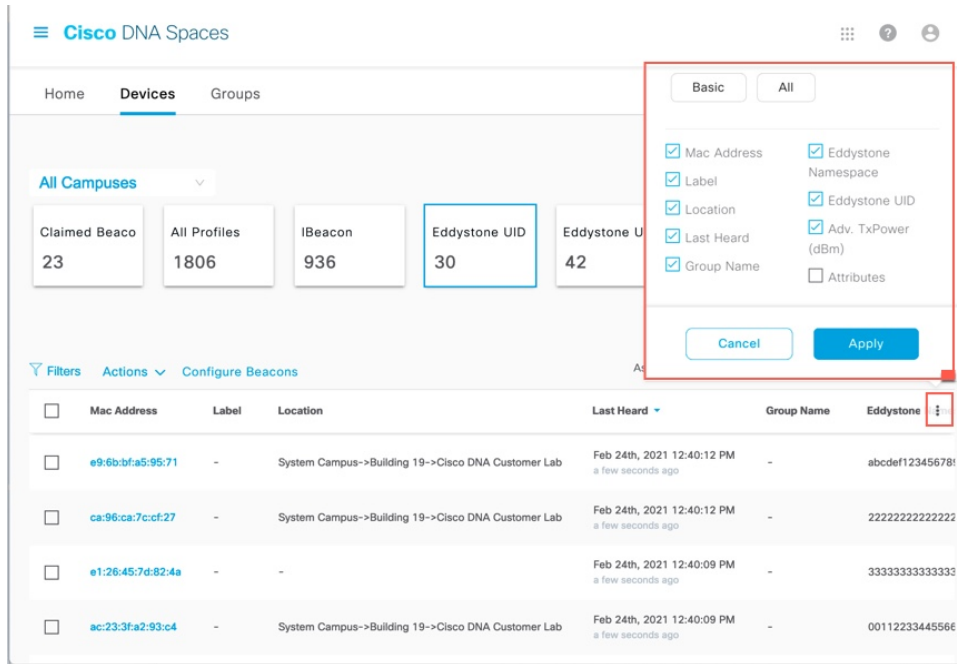 Cisco DNA Spaces
Home Devices Groups
Basic All
Mac Address
Label
Location
Last Heard
Group Name
Eddystone
Namespace
Eddystone UID
Adv. TxPower
(dBm)
Attributes
Cancel Apply
All Campuses
Claimed Beaco
23
All Profiles
1806
IBeacon
936
Eddystone UID
30
Eddystone U
42
Filters Actions Configure Beacons
As
Mac Address Label Location Last Heard Group Name Eddystone
e9:6b:bf:a5:95:71 - System Campus->Building 19->Cisco DNA Customer Lab Feb 24th, 2021 12:40:12 PM - abcdef123456789
a few seconds ago
ca:96:ca:7c:cf:27 - System Campus->Building 19->Cisco DNA Customer Lab Feb 24th, 2021 12:40:12 PM - 22222222222222
a few seconds ago
e1:26:45:7d:82:4a - - Feb 24th, 2021 12:40:09 PM - 33333333333333
a few seconds ago
ac:23:3f:a2:93:c4 - System Campus->Building 19->Cisco DNA Customer Lab Feb 24th, 2021 12:40:09 PM - 00112233445566
a few seconds ago